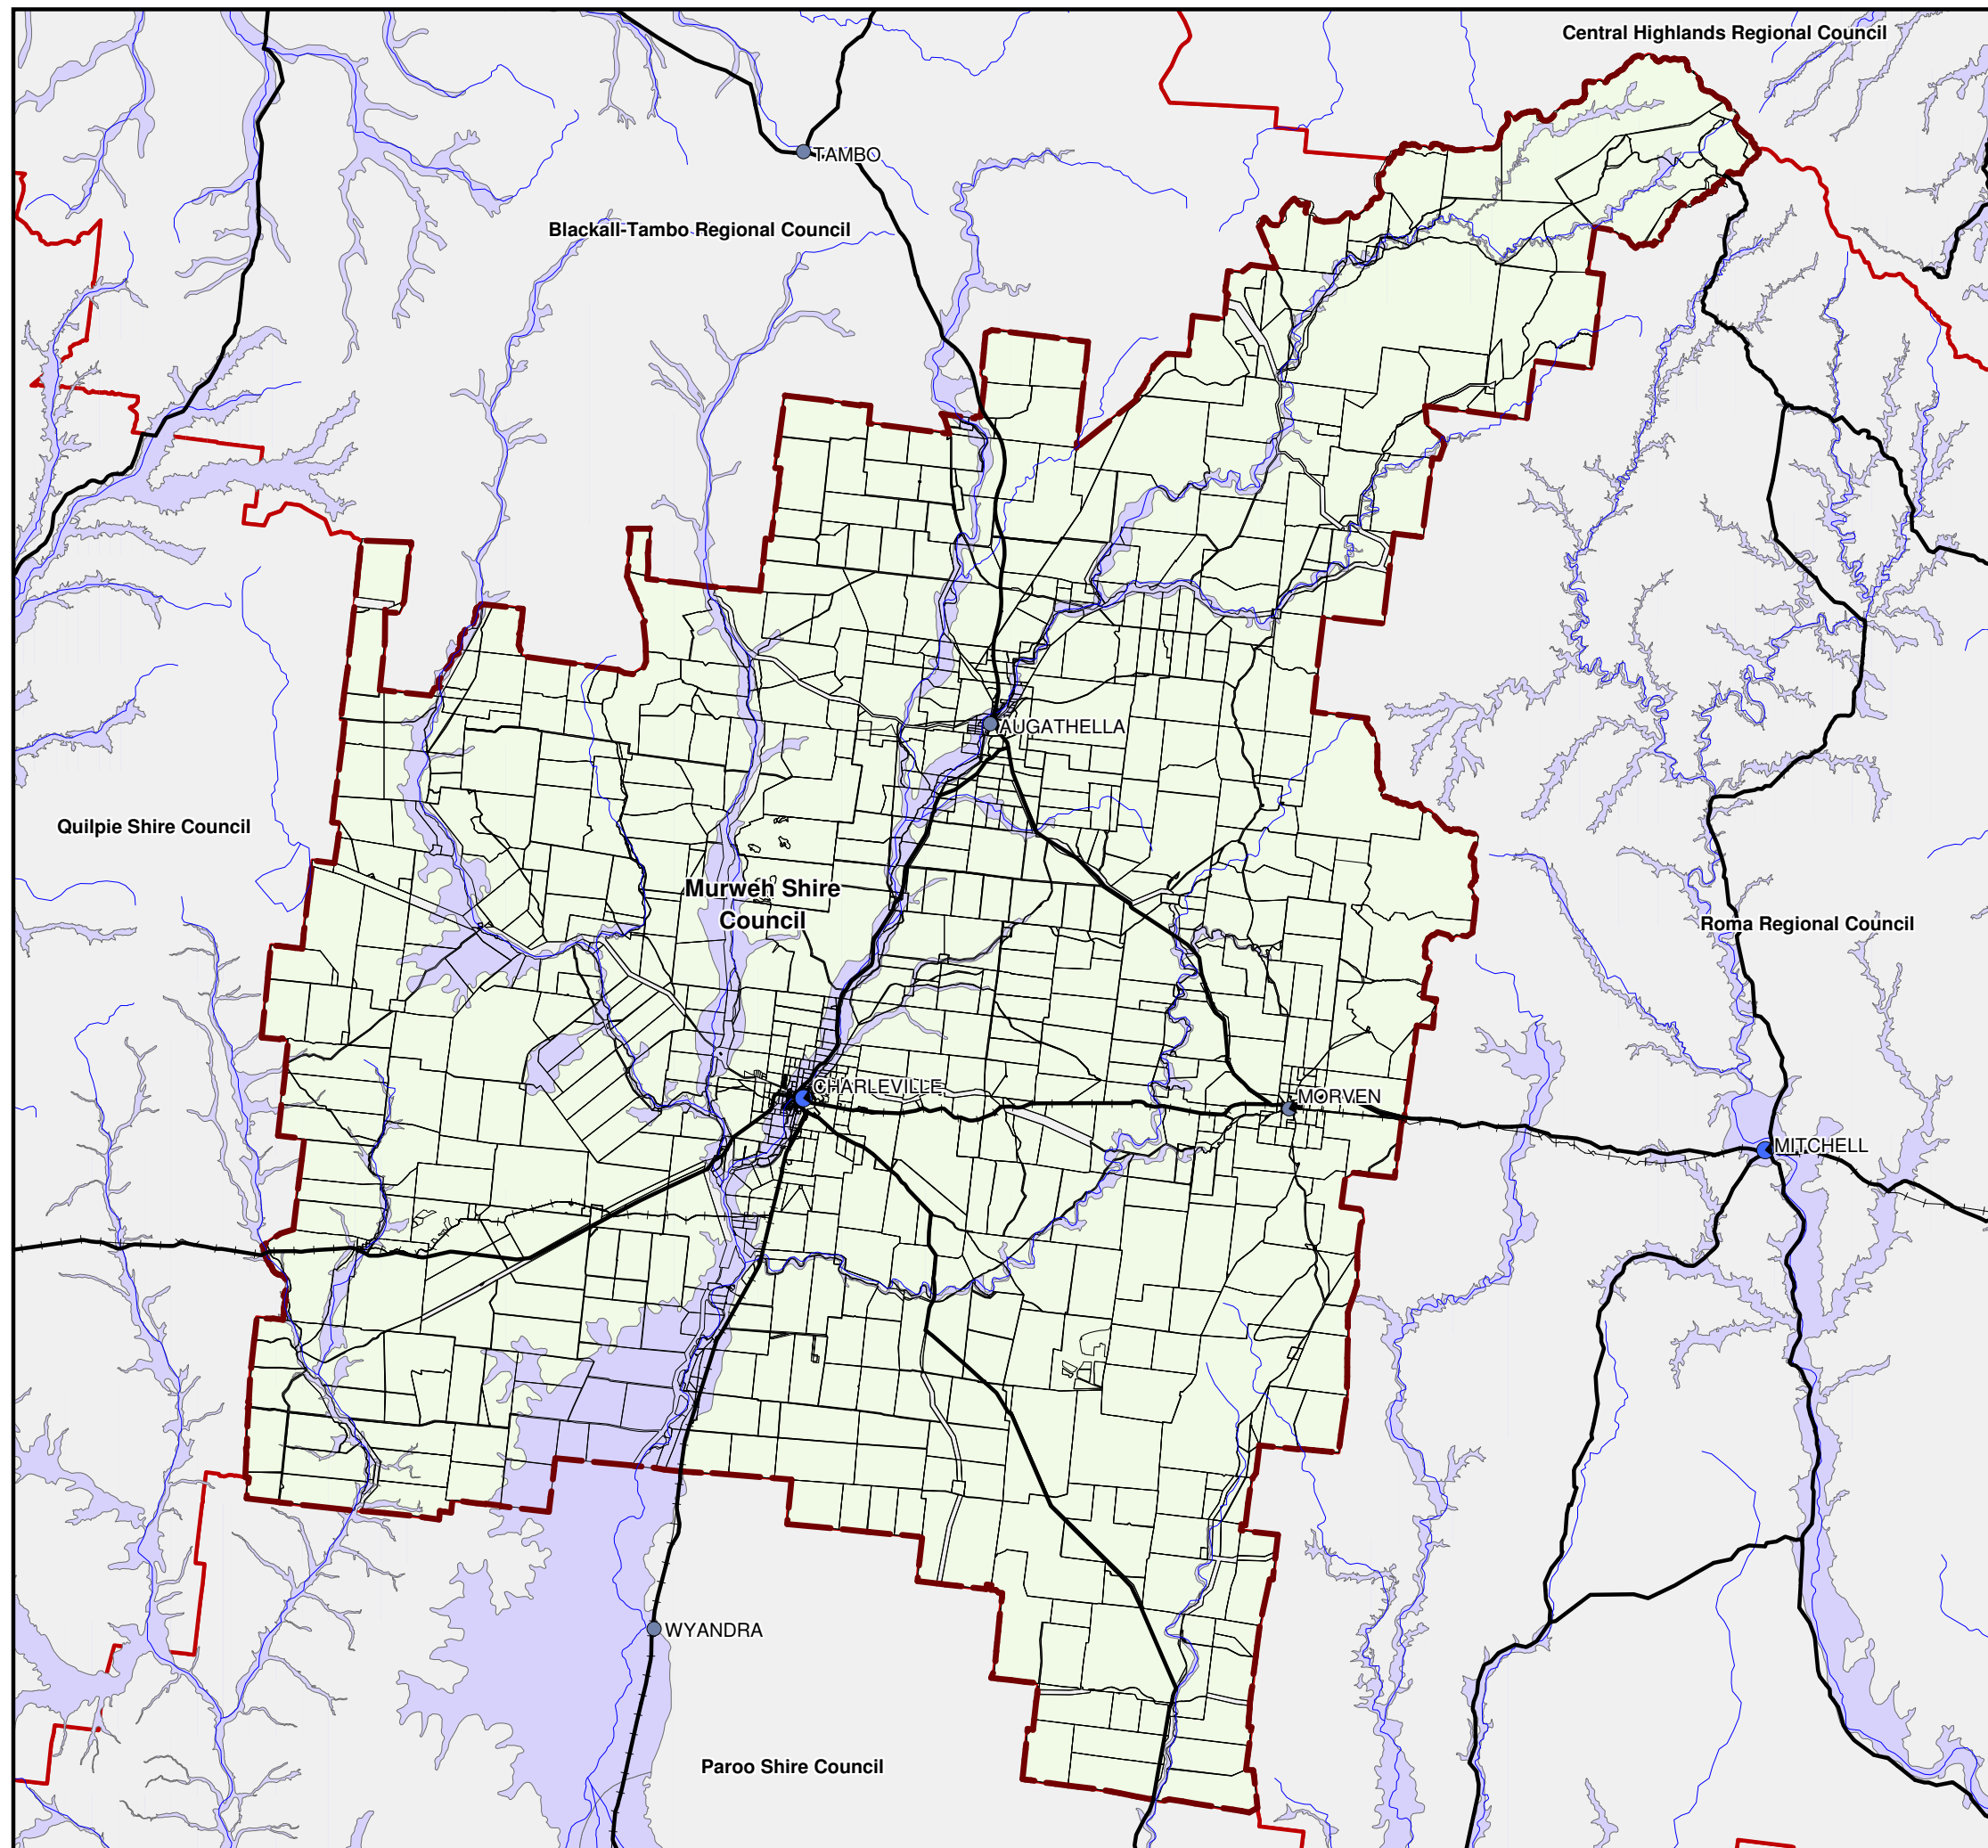 Central Highlands Regional Council
TAMBO
Blackall-Tambo Regional Council
AUGATHELLA
Quilpie Shire Council
Murweh Shire
Council
Roma Regional Council
CHARLEVILLE
MORVEN
MITCHELL
WYANDRA
Paroo Shire Council